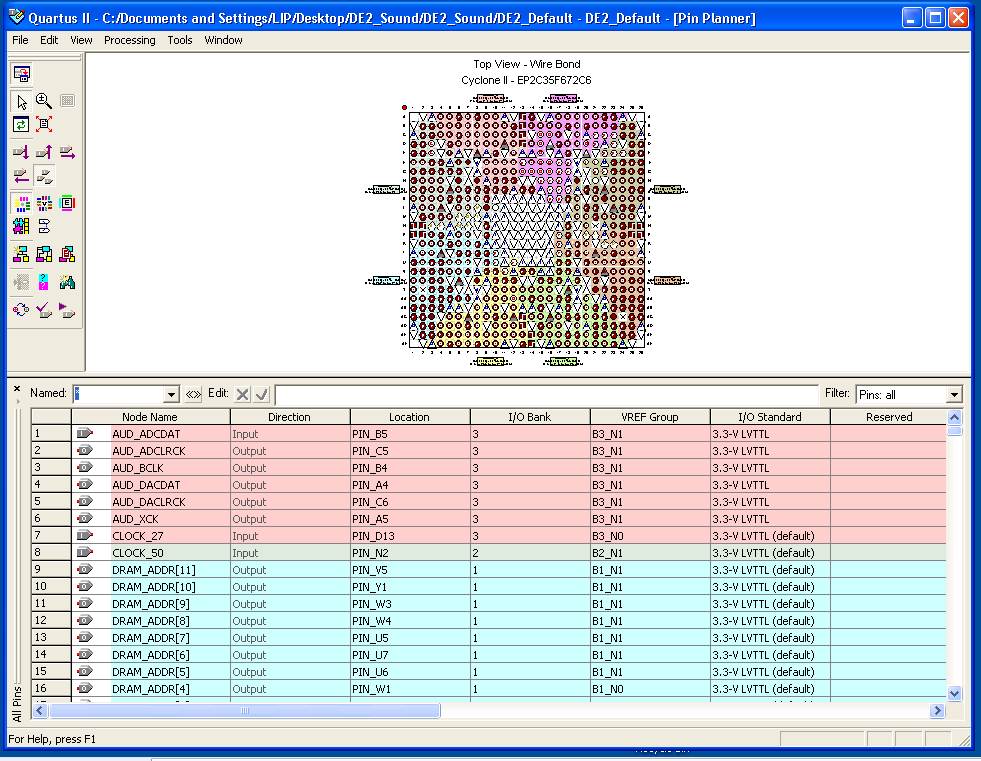 Quartus II - C:/Documents and Settings/LIP/Desktop/DE2_Sound/DE2_Sound/DE2_Default - DE2_Default - [Pin Planner]
File Edit View Processing Tools Window
Top View - Wire Bond
Cyclone II - EP2C35F672C6
Named: * Edit: Filter: Pins: all
Node Name Direction Location I/O Bank VREF Group I/O Standard Reserved
1 AUD_ADCDAT Input PIN_B5 3 B3_N1 3.3-V LVTTL
2 AUD_ADCLRCK Output PIN_C5 3 B3_N1 3.3-V LVTTL
3 AUD_BCLK Output PIN_B4 3 B3_N1 3.3-V LVTTL
4 AUD_DACDAT Output PIN_A4 3 B3_N1 3.3-V LVTTL
5 AUD_DACLRCK Output PIN_C6 3 B3_N1 3.3-V LVTTL
6 AUD_XCK Output PIN_A5 3 B3_N1 3.3-V LVTTL
7 CLOCK_27 Input PIN_D13 3 B3_N0 3.3-V LVTTL (default)
8 CLOCK_50 Input PIN_N2 2 B2_N1 3.3-V LVTTL (default)
9 DRAM_ADDR[11] Output PIN_V5 1 B1_N1 3.3-V LVTTL (default)
10 DRAM_ADDR[10] Output PIN_Y1 1 B1_N1 3.3-V LVTTL (default)
11 DRAM_ADDR[9] Output PIN_W3 1 B1_N1 3.3-V LVTTL (default)
12 DRAM_ADDR[8] Output PIN_W4 1 B1_N1 3.3-V LVTTL (default)
13 DRAM_ADDR[7] Output PIN_U5 1 B1_N1 3.3-V LVTTL (default)
14 DRAM_ADDR[6] Output PIN_U7 1 B1_N1 3.3-V LVTTL (default)
15 DRAM_ADDR[5] Output PIN_U6 1 B1_N1 3.3-V LVTTL (default)
16 DRAM_ADDR[4] Output PIN_W1 1 B1_N0 3.3-V LVTTL (default)
All Pins
For Help, press F1